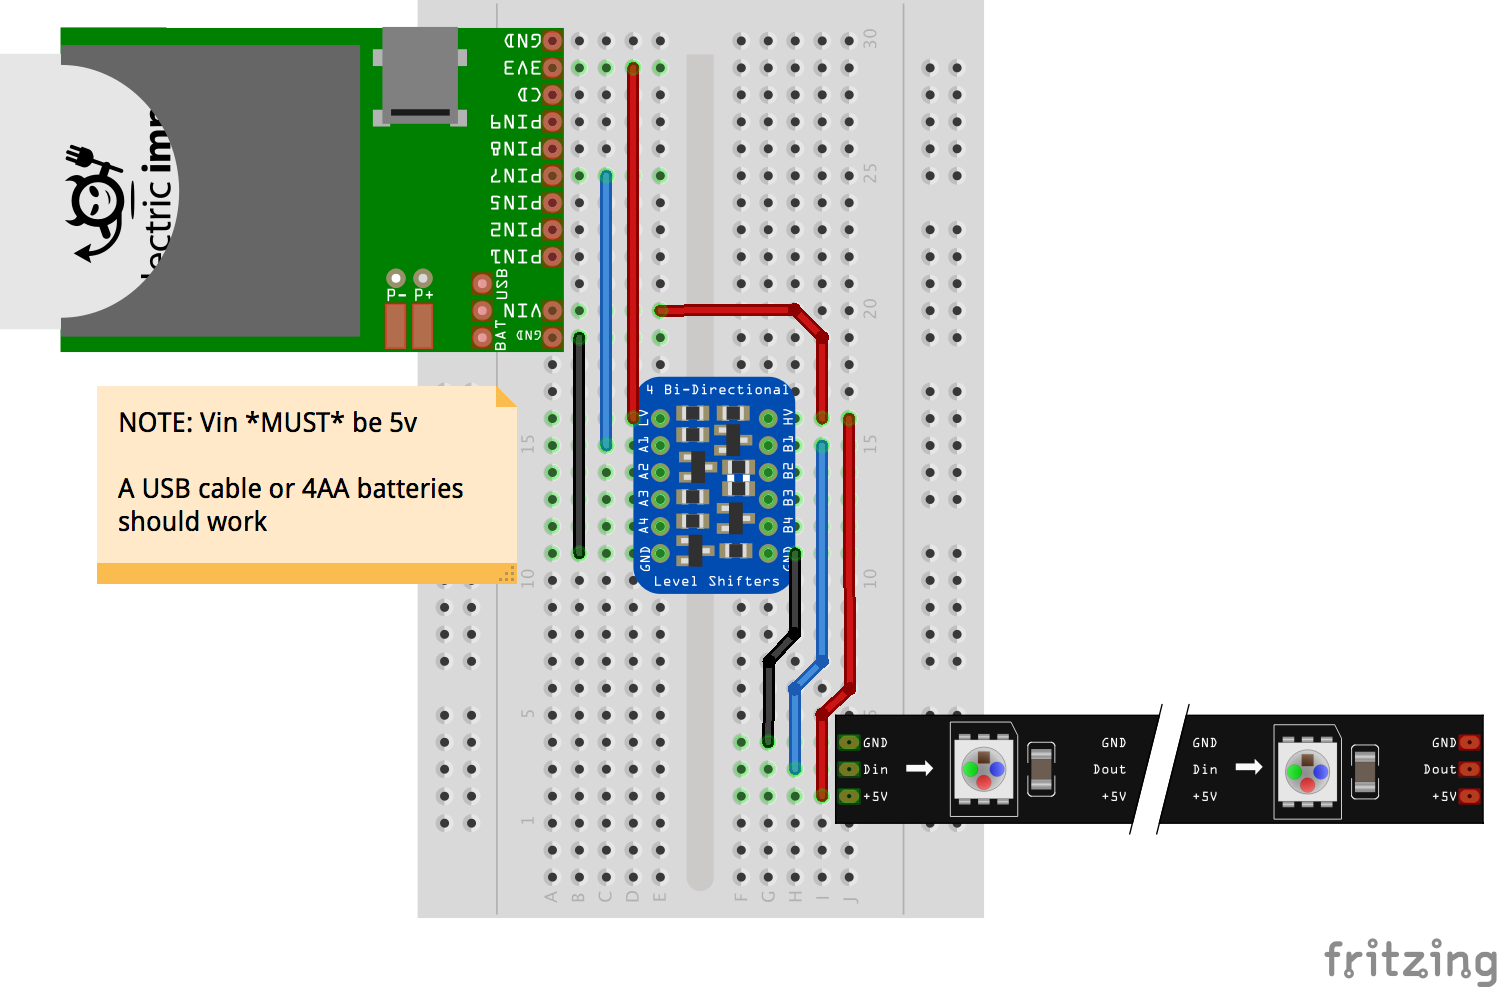 GND
3V3
CD
PIN9
PIN8
PIN7
PIN5
PIN2
PIN1
VIN
GND
USB
BAT
P- P+
lectric imp
30
25
20
15
10
5
15
10
5
1
A B C D E F G H I J
NOTE: Vin *MUST* be 5v
A USB cable or 4AA batteries
should work
4 Bi-Directional
LV HV
A1 B1
A2 B2
A3 B3
A4 B4
GND GND
Level Shifters
GND GND GND GND
Din Dout Din Dout
+5V +5V +5V +5V
fritzing